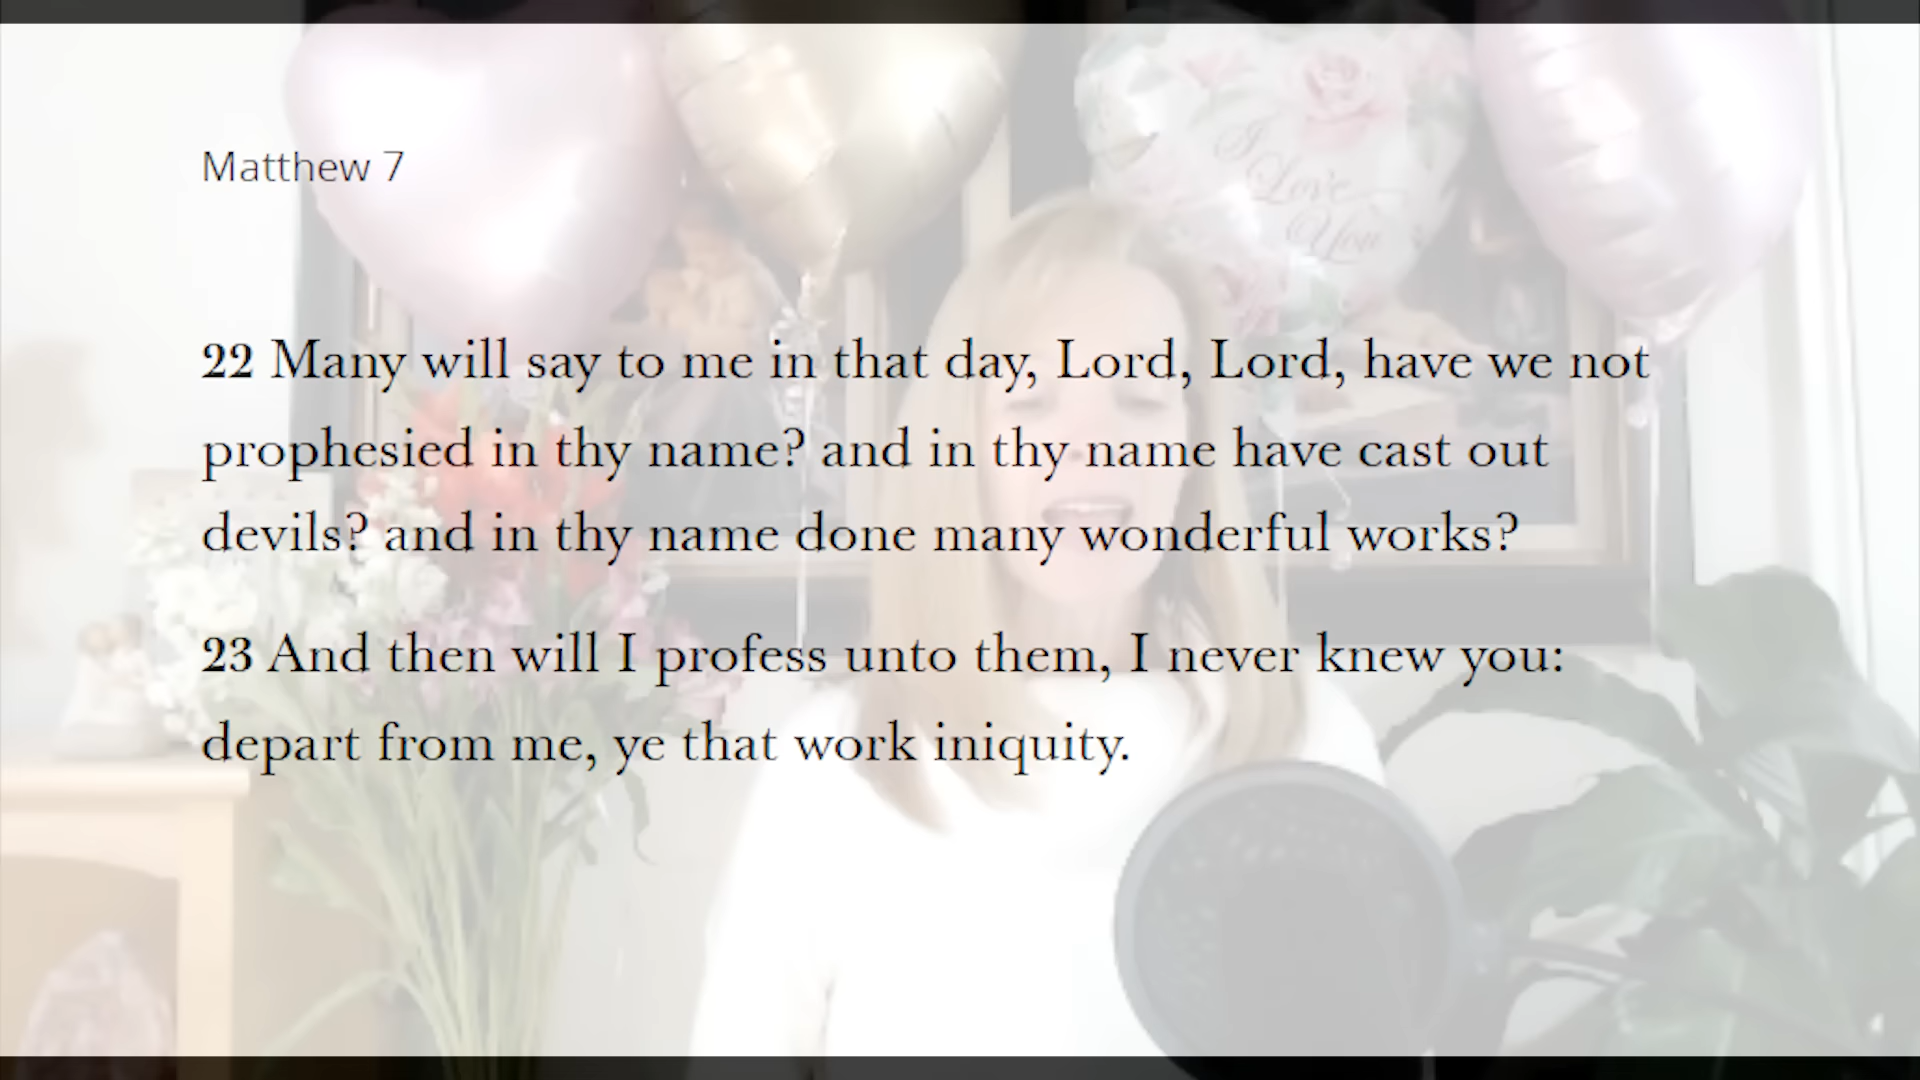 I
Love
You
Matthew 7
22 Many will say to me in that day, Lord, Lord, have we not
prophesied in thy name? and in thy name have cast out
devils? and in thy name done many wonderful works?
23 And then will I profess unto them, I never knew you:
depart from me, ye that work iniquity.